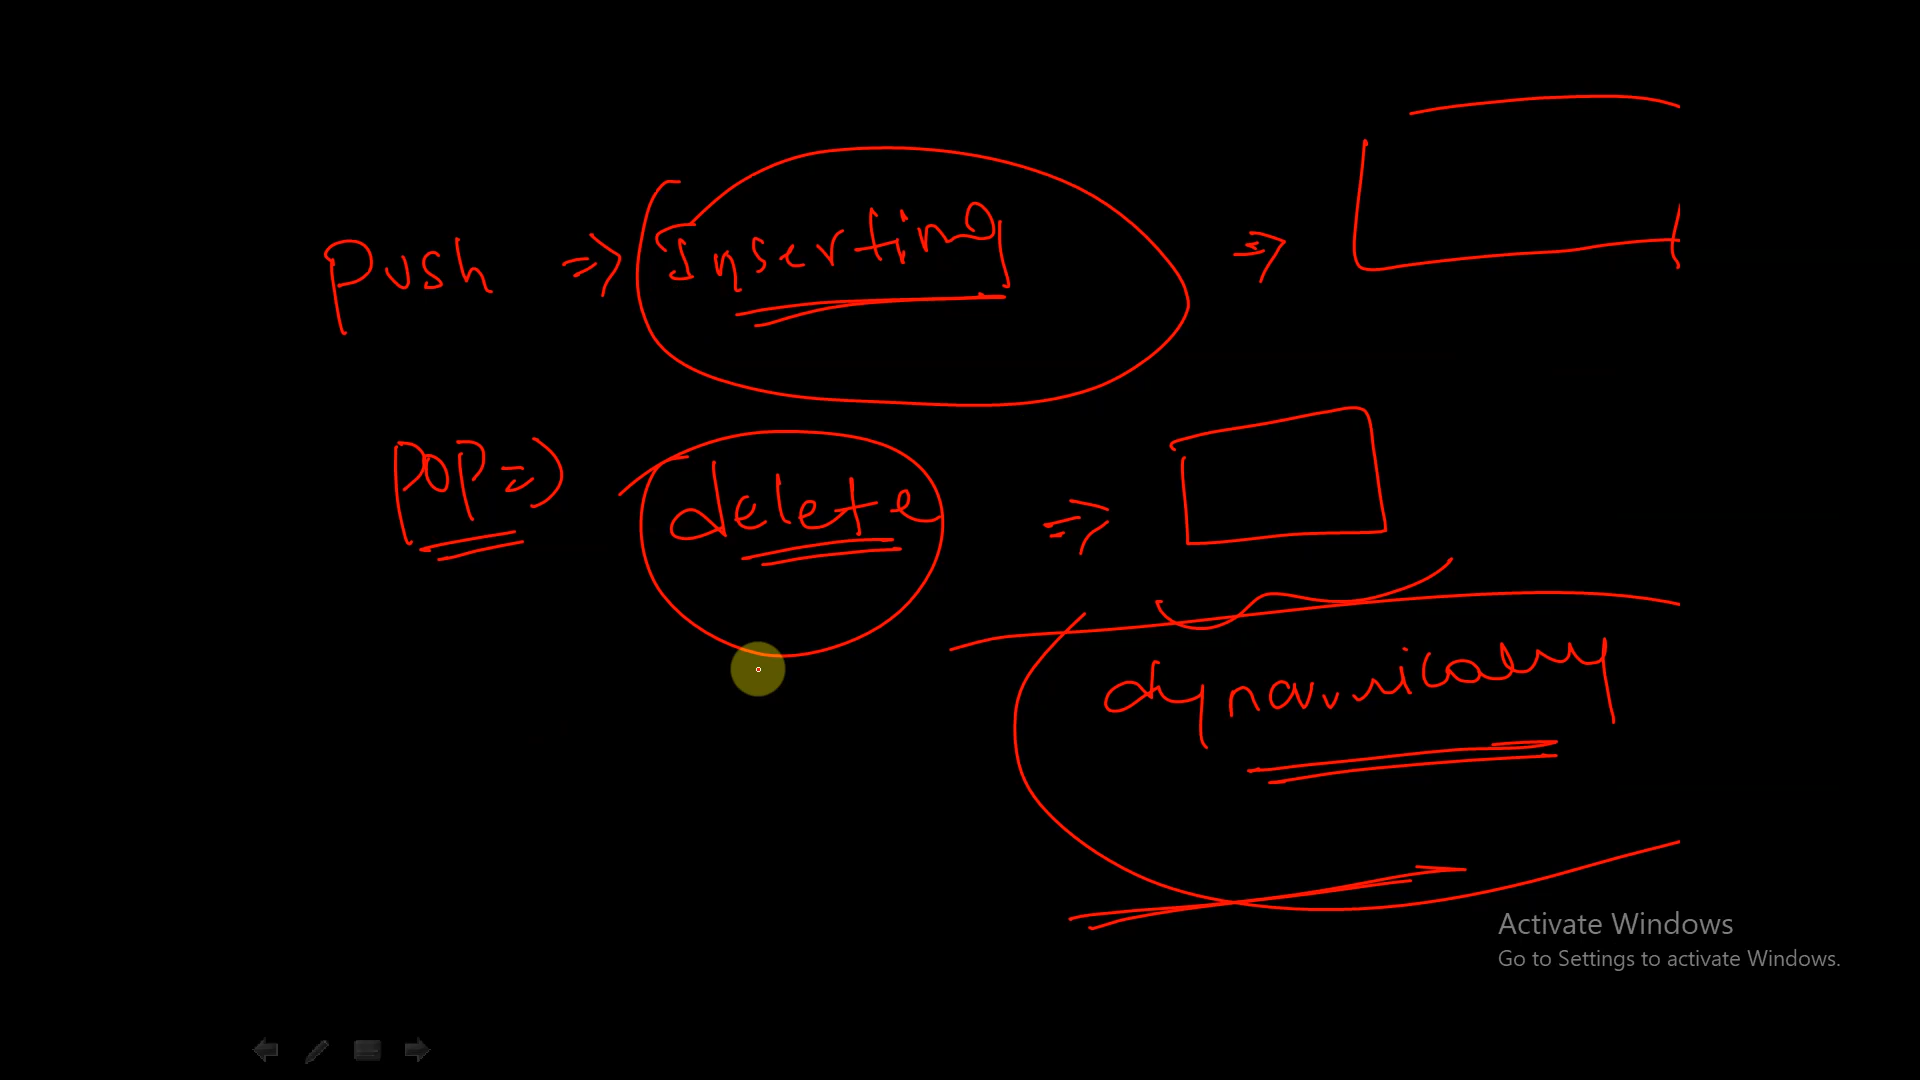 Push => Inserting =>
POP => delete =>
dynamically
Activate Windows
Go to Settings to activate Windows.